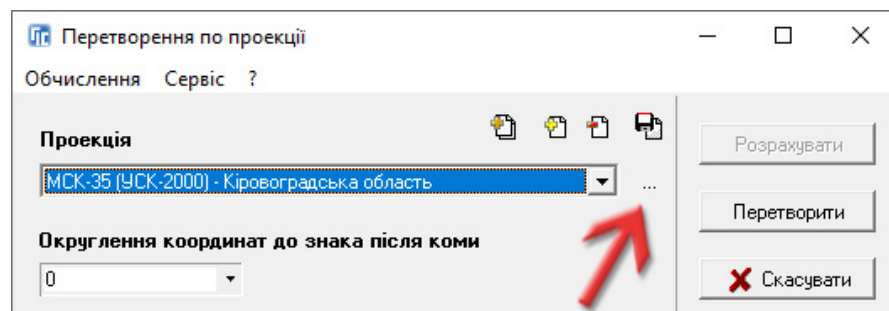 Перетворення по проекції
Обчислення Сервіс ?
Проекція
МСК-35 (УСК-2000) - Кіровоградська область
...
Округлення координат до знака після коми
0
Розрахувати
Перетворити
Скасувати